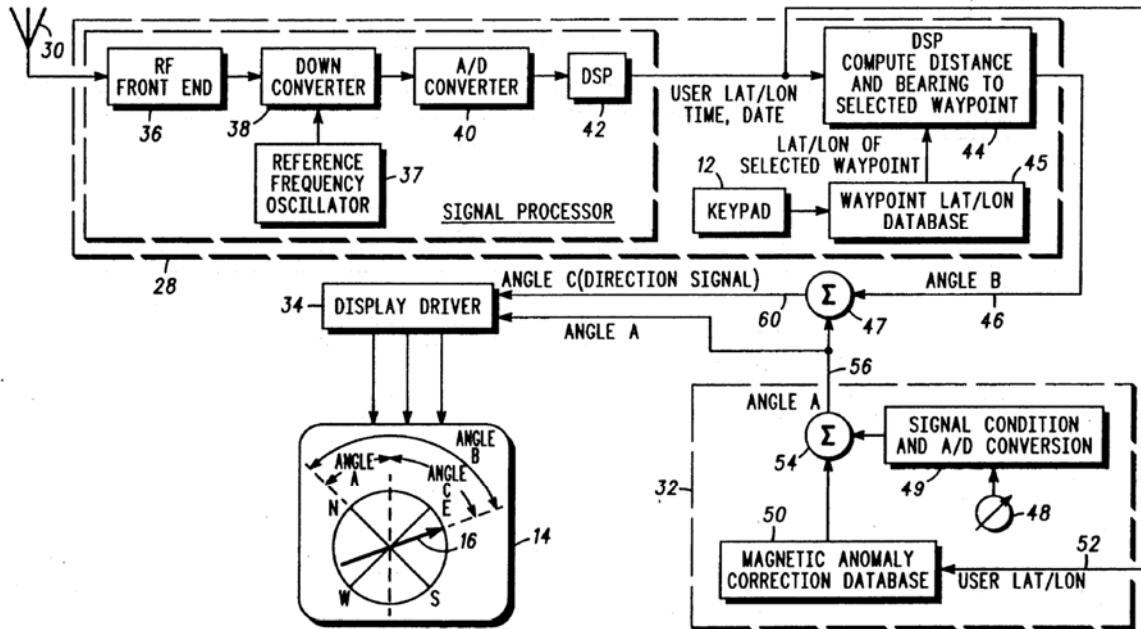 30
RF
FRONT END
36
DOWN
CONVERTER
38
A/D
CONVERTER
40
DSP
42
REFERENCE
FREQUENCY
OSCILLATOR
37
SIGNAL PROCESSOR
28
USER LAT/LON
TIME, DATE
DSP
COMPUTE DISTANCE
AND BEARING TO
SELECTED WAYPOINT
44
LAT/LON OF
SELECTED WAYPOINT
12
KEYPAD
45
WAYPOINT LAT/LON
DATABASE
ANGLE C(DIRECTION SIGNAL)
60
Σ
47
ANGLE B
46
34
DISPLAY DRIVER
ANGLE A
56
ANGLE A
Σ
54
SIGNAL CONDITION
AND A/D CONVERSION
49
48
32
50
MAGNETIC ANOMALY
CORRECTION DATABASE
52
USER LAT/LON
ANGLE
B
ANGLE
A
ANGLE
C
N
E
16
W
S
14